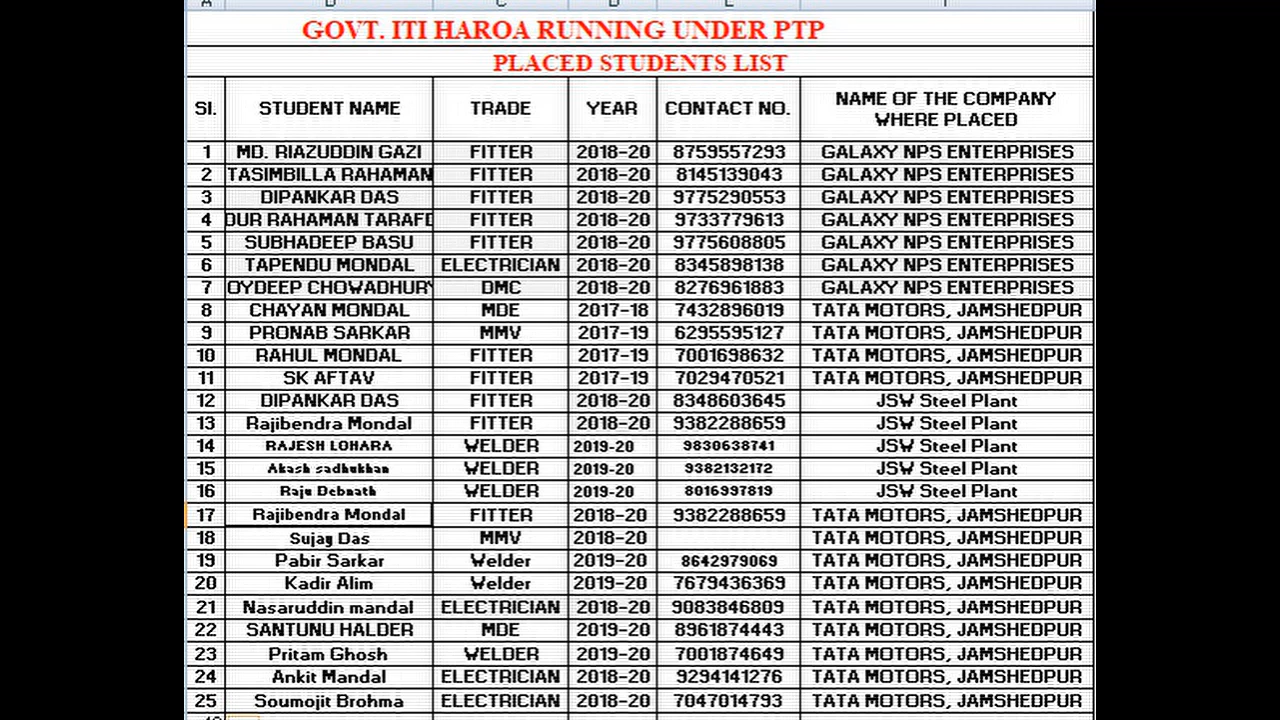 A B C D E F
GOVT. ITI HAROA RUNNING UNDER PTP
PLACED STUDENTS LIST
Sl. STUDENT NAME TRADE YEAR CONTACT NO. NAME OF THE COMPANY WHERE PLACED
1 MD. RIAZUDDIN GAZI FITTER 2018-20 8759557293 GALAXY NPS ENTERPRISES
2 TASIMBILLA RAHAMAN FITTER 2018-20 8145139043 GALAXY NPS ENTERPRISES
3 DIPANKAR DAS FITTER 2018-20 9775290553 GALAXY NPS ENTERPRISES
4 DUR RAHAMAN TARAFD FITTER 2018-20 9733779613 GALAXY NPS ENTERPRISES
5 SUBHADEEP BASU FITTER 2018-20 9775608805 GALAXY NPS ENTERPRISES
6 TAPENDU MONDAL ELECTRICIAN 2018-20 8345898138 GALAXY NPS ENTERPRISES
7 OYDEEP CHOWADHURY DMC 2018-20 8276961883 GALAXY NPS ENTERPRISES
8 CHAYAN MONDAL MDE 2017-18 7432896019 TATA MOTORS, JAMSHEDPUR
9 PRONAB SARKAR MMV 2017-19 6295595127 TATA MOTORS, JAMSHEDPUR
10 RAHUL MONDAL FITTER 2017-19 7001698632 TATA MOTORS, JAMSHEDPUR
11 SK AFTAV FITTER 2017-19 7029470521 TATA MOTORS, JAMSHEDPUR
12 DIPANKAR DAS FITTER 2018-20 8348603645 JSW Steel Plant
13 Rajibendra Mondal FITTER 2018-20 9382288659 JSW Steel Plant
14 RAJESH LOHARA WELDER 2019-20 9830638741 JSW Steel Plant
15 Akash sadhukhan WELDER 2019-20 9382132172 JSW Steel Plant
16 Raju Debnath WELDER 2019-20 8016997819 JSW Steel Plant
17 Rajibendra Mondal FITTER 2018-20 9382288659 TATA MOTORS, JAMSHEDPUR
18 Sujay Das MMV 2018-20 TATA MOTORS, JAMSHEDPUR
19 Pabir Sarkar Welder 2019-20 8642979069 TATA MOTORS, JAMSHEDPUR
20 Kadir Alim Welder 2019-20 7679436369 TATA MOTORS, JAMSHEDPUR
21 Nasaruddin mandal ELECTRICIAN 2018-20 9083846809 TATA MOTORS, JAMSHEDPUR
22 SANTUNU HALDER MDE 2019-20 8961874443 TATA MOTORS, JAMSHEDPUR
23 Pritam Ghosh WELDER 2019-20 7001874649 TATA MOTORS, JAMSHEDPUR
24 Ankit Mandal ELECTRICIAN 2018-20 9294141276 TATA MOTORS, JAMSHEDPUR
25 Soumojit Brohma ELECTRICIAN 2018-20 7047014793 TATA MOTORS, JAMSHEDPUR